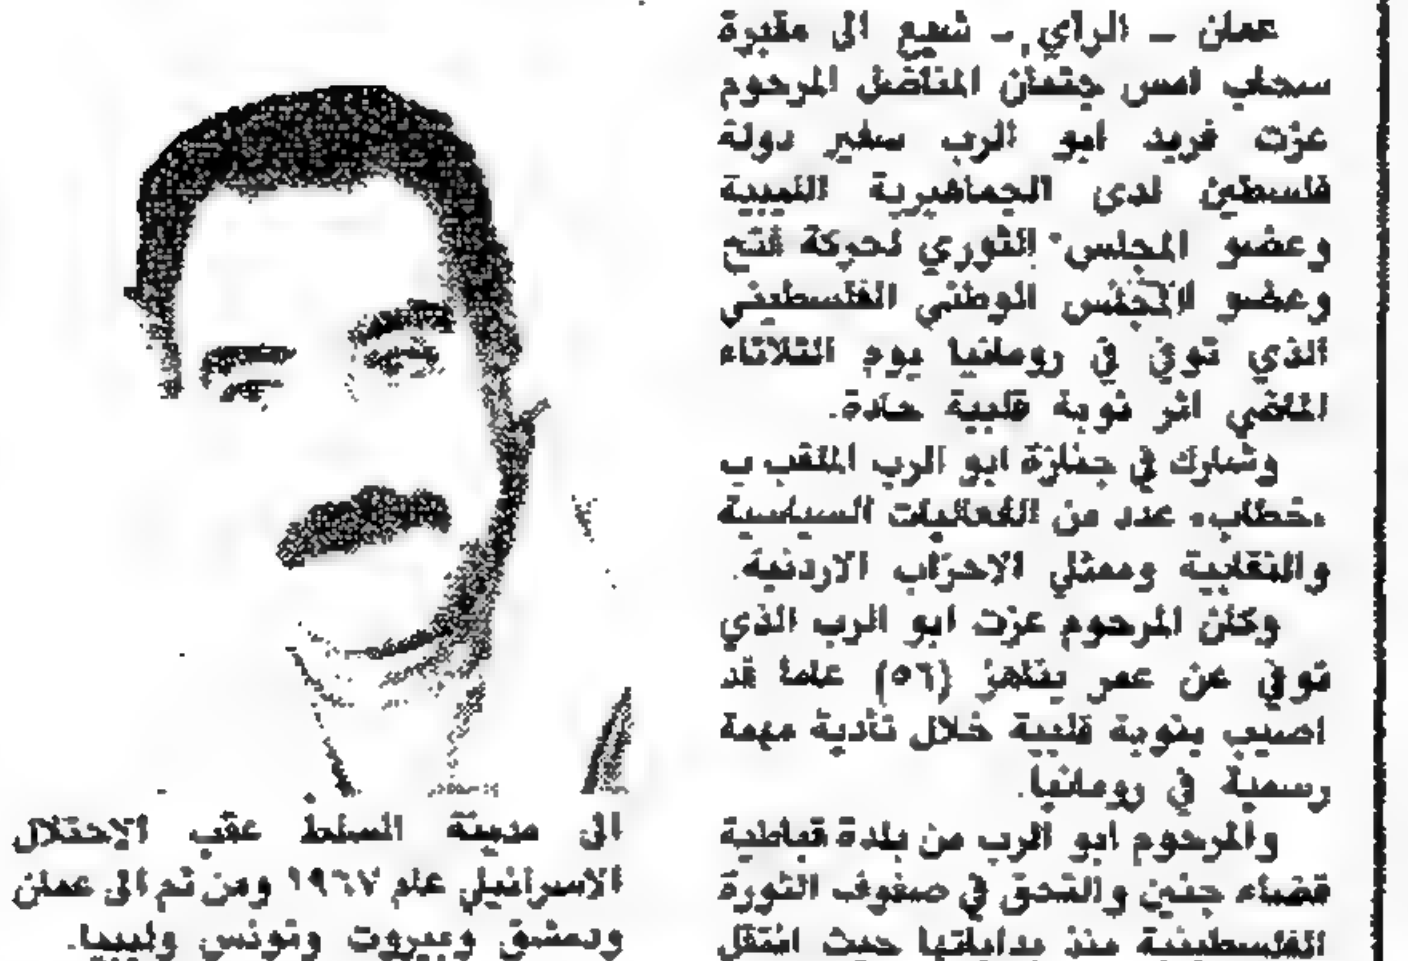 عمان ـ الراي ـ شيع الى مقبرة
سحاب امس جثمان المناضل المرحوم
عزت فريد ابو الرب سفير دولة
فلسطين لدى الجماهيرية الليبية
وعضو المجلس الثوري لحركة فتح
وعضو المجلس الوطني الفلسطيني
الذي توفي في رومانيا يوم الثلاثاء
الماضي اثر نوبة قلبية حادة.
وشارك في جنازة ابو الرب الملقب ب
«خطاب» عدد من الفعاليات السياسية
والنقابية وممثلي الاحزاب الاردنية.
وكان المرحوم عزت ابو الرب الذي
توفي عن عمر يناهز (٥٦) عاما قد
اصيب بنوبة قلبية خلال تأدية مهمة
رسمية في رومانيا.
والمرحوم ابو الرب من بلدة قباطية
قضاء جنين والتحق في صفوف الثورة
الفلسطينية منذ بداياتها حيث انتقل
الى مدينة السلط عقب الاحتلال
الاسرائيلي عام ١٩٦٧ ومن ثم الى عمان
ودمشق وبيروت وتونس وليبيا.